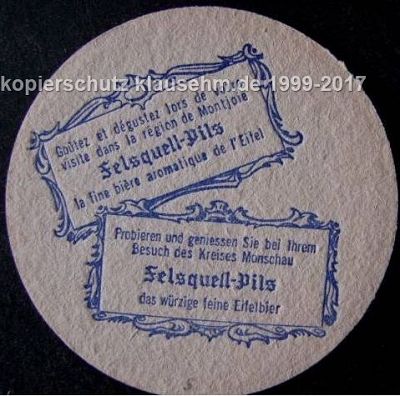 kopierschutz klausehm.de 1999-2017
Goûtez et dégustez lors de
visite dans la région de Montjoie
Felsquell-Pils
la fine bière aromatique de l'Eifel
Probieren und geniessen Sie bei Ihrem
Besuch des Kreises Monschau
Felsquell-Pils
das würzige feine Eifelbier